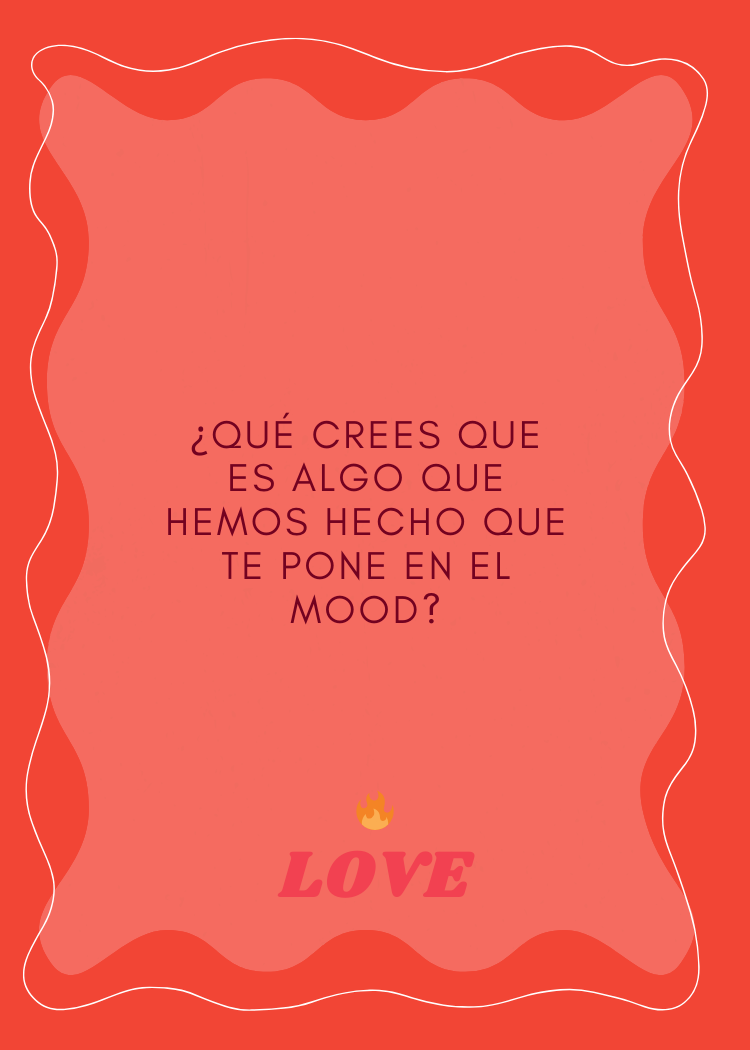 ¿QUÉ CREES QUE
ES ALGO QUE
HEMOS HECHO QUE
TE PONE EN EL
MOOD?
LOVE